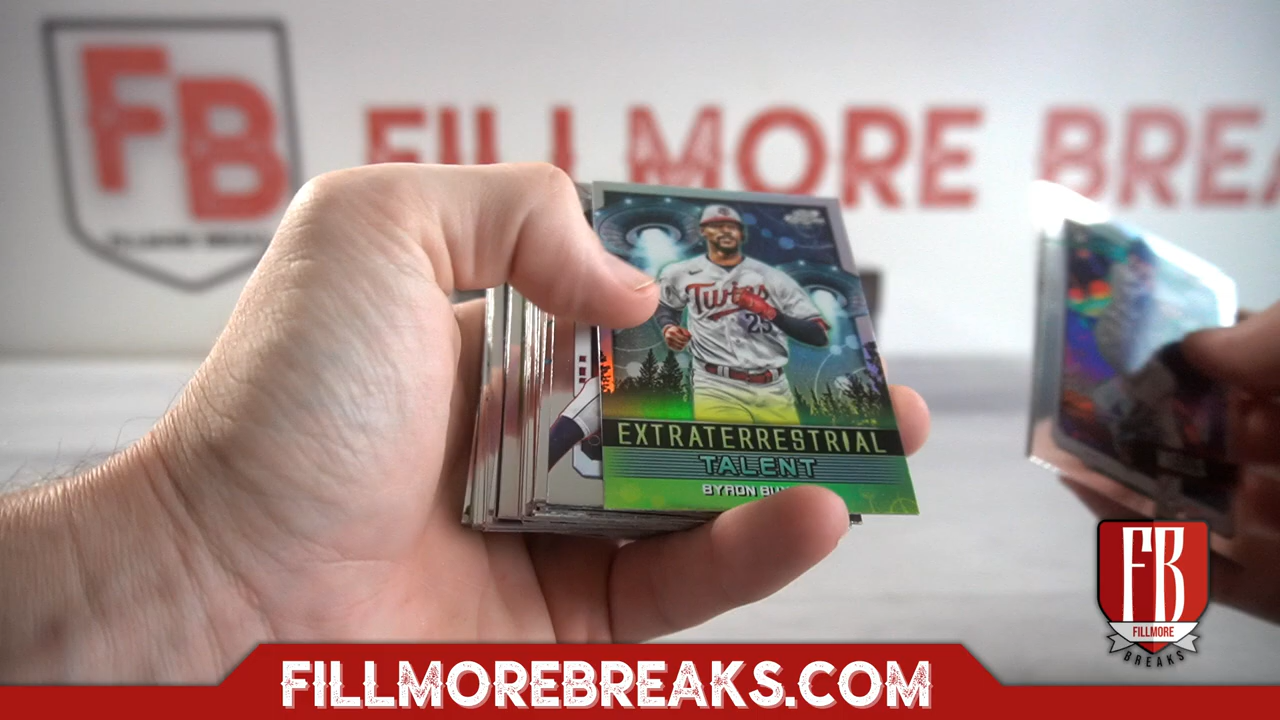 FB
FILLMORE BREA
Twins
25
EXTRATERRESTRIAL
TALENT
BYRON BU
FB
FILLMORE
BREAKS
FILLMOREBREAKS.COM